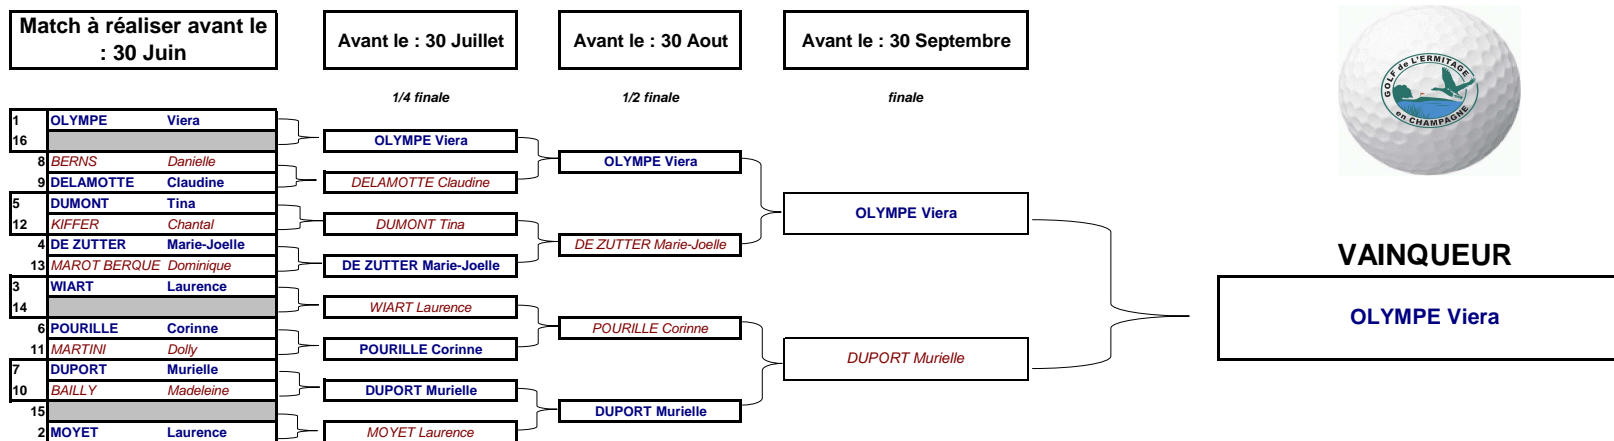 Match à réaliser avant le : 30 Juin
Avant le : 30 Juillet
Avant le : 30 Aout
Avant le : 30 Septembre
1/4 finale
1/2 finale
finale
GOLF de L'ERMITAGE
en CHAMPAGNE
1 OLYMPE Viera
16
8 BERNS Danielle
9 DELAMOTTE Claudine
5 DUMONT Tina
12 KIFFER Chantal
4 DE ZUTTER Marie-Joelle
13 MAROT BERQUE Dominique
3 WIART Laurence
14
6 POURILLE Corinne
11 MARTINI Dolly
7 DUPORT Murielle
10 BAILLY Madeleine
15
2 MOYET Laurence
OLYMPE Viera
DELAMOTTE Claudine
DUMONT Tina
DE ZUTTER Marie-Joelle
WIART Laurence
POURILLE Corinne
DUPORT Murielle
MOYET Laurence
OLYMPE Viera
DE ZUTTER Marie-Joelle
POURILLE Corinne
DUPORT Murielle
OLYMPE Viera
DUPORT Murielle
VAINQUEUR
OLYMPE Viera